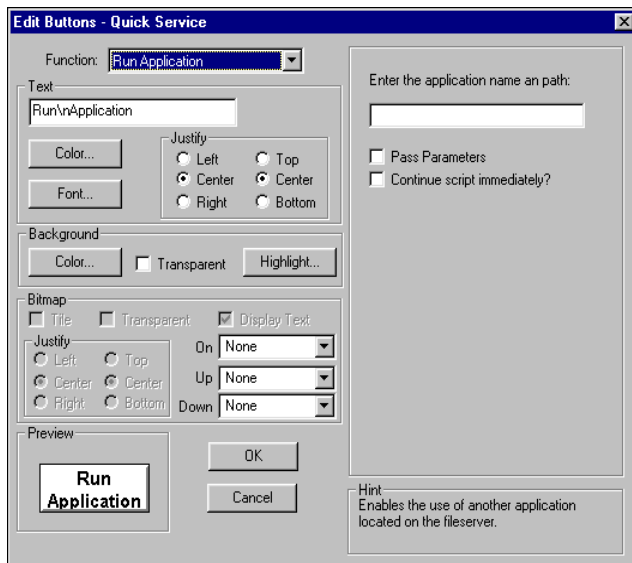 Edit Buttons - Quick Service
Function: Run Application
Text
Run\nApplication
Color...
Font...
Justify
Left Top
Center Center
Right Bottom
Background
Color... Transparent Highlight...
Bitmap
Tile Transparent Display Text
Justify
Left Top
Center Center
Right Bottom
On None
Up None
Down None
Preview
Run
Application
OK
Cancel
Enter the application name an path:
Pass Parameters
Continue script immediately?
Hint
Enables the use of another application
located on the fileserver.